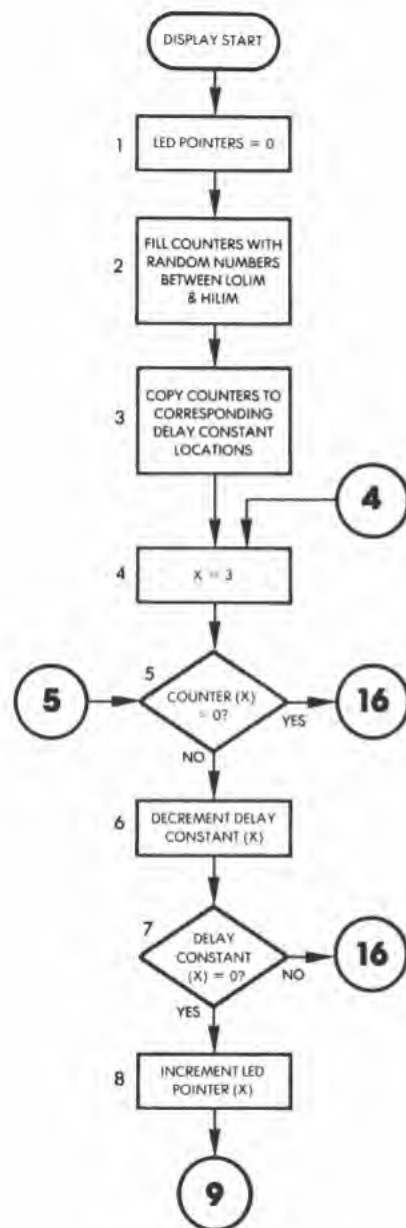 DISPLAY START
1
LED POINTERS = 0
2
FILL COUNTERS WITH
RANDOM NUMBERS
BETWEEN LOLIM
& HILIM
3
COPY COUNTERS TO
CORRESPONDING
DELAY CONSTANT
LOCATIONS
4
4
X = 3
5
5
COUNTER (X)
= 0?
YES
16
NO
6
DECREMENT DELAY
CONSTANT (X)
7
DELAY
CONSTANT
(X) = 0?
NO
16
YES
8
INCREMENT LED
POINTER (X)
9